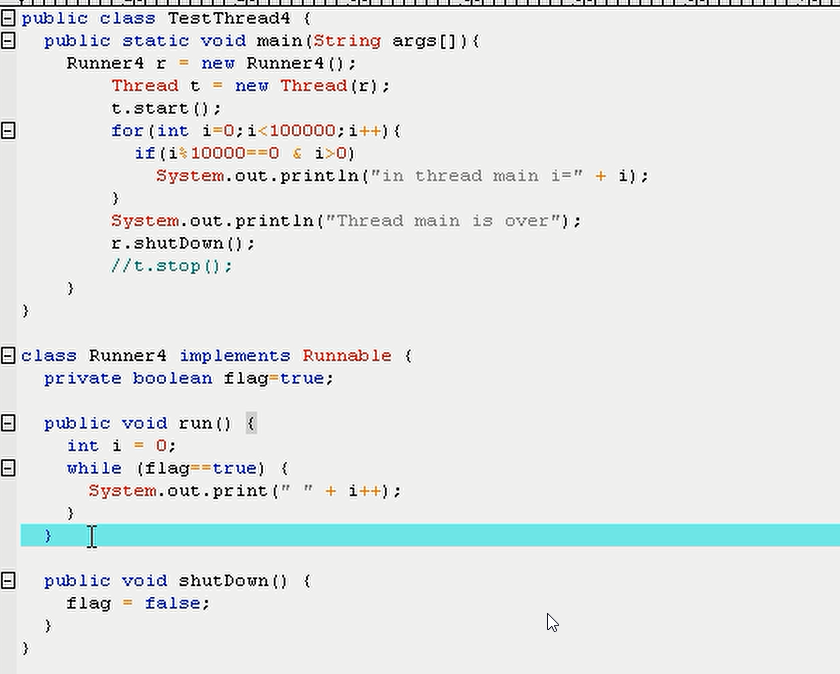 public class TestThread4 {
public static void main(String args[]){
Runner4 r = new Runner4();
Thread t = new Thread(r);
t.start();
for(int i=0;i<100000;i++){
if(i%10000==0 & i>0)
System.out.println("in thread main i=" + i);
}
System.out.println("Thread main is over");
r.shutDown();
//t.stop();
}
}
class Runner4 implements Runnable {
private boolean flag=true;
public void run() {
int i = 0;
while (flag==true) {
System.out.print(" " + i++);
}
}
public void shutDown() {
flag = false;
}
}